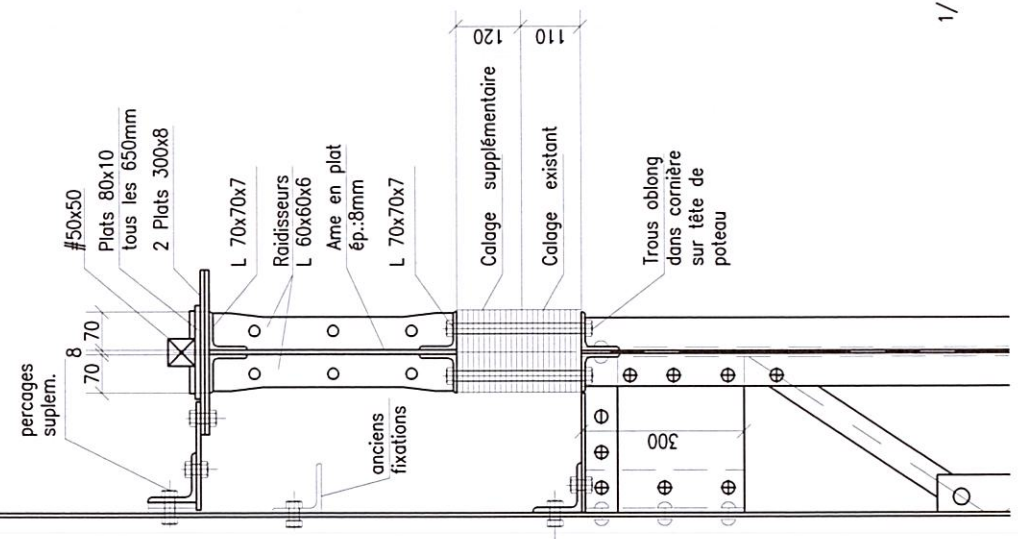 percages
suplem.
#50x50
Plats 80x10
tous les 650mm
2 Plats 300x8
70
8
70
L 70x70x7
Raidisseurs
L 60x60x6
Ame en plat
ép.:8mm
L 70x70x7
anciens
fixations
120
110
Calage supplémentaire
Calage existant
Trous oblong
dans cornière
sur tête de
poteau
300
1/